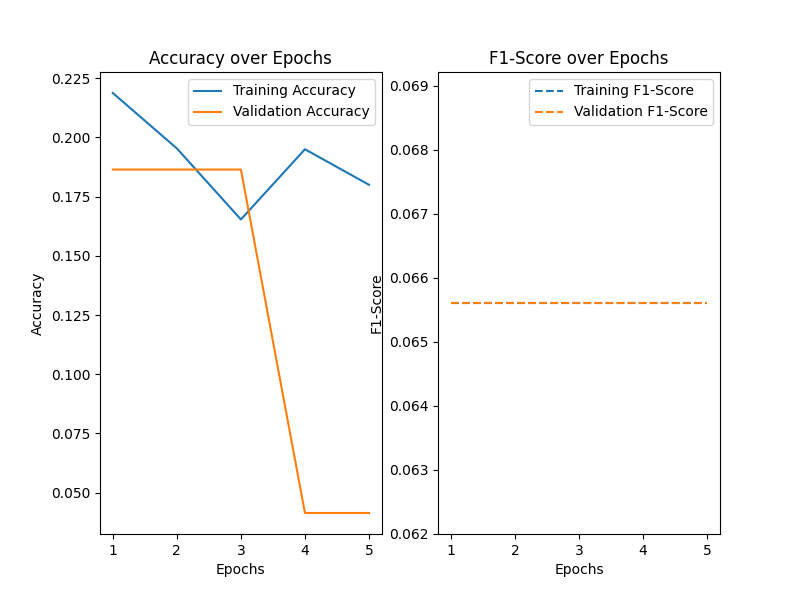 Accuracy over Epochs
Training Accuracy
Validation Accuracy
0.225
0.200
0.175
0.150
0.125
0.100
0.075
0.050
Accuracy
1 2 3 4 5
Epochs
F1-Score over Epochs
Training F1-Score
Validation F1-Score
0.069
0.068
0.067
0.066
0.065
0.064
0.063
0.062
F1-Score
1 2 3 4 5
Epochs